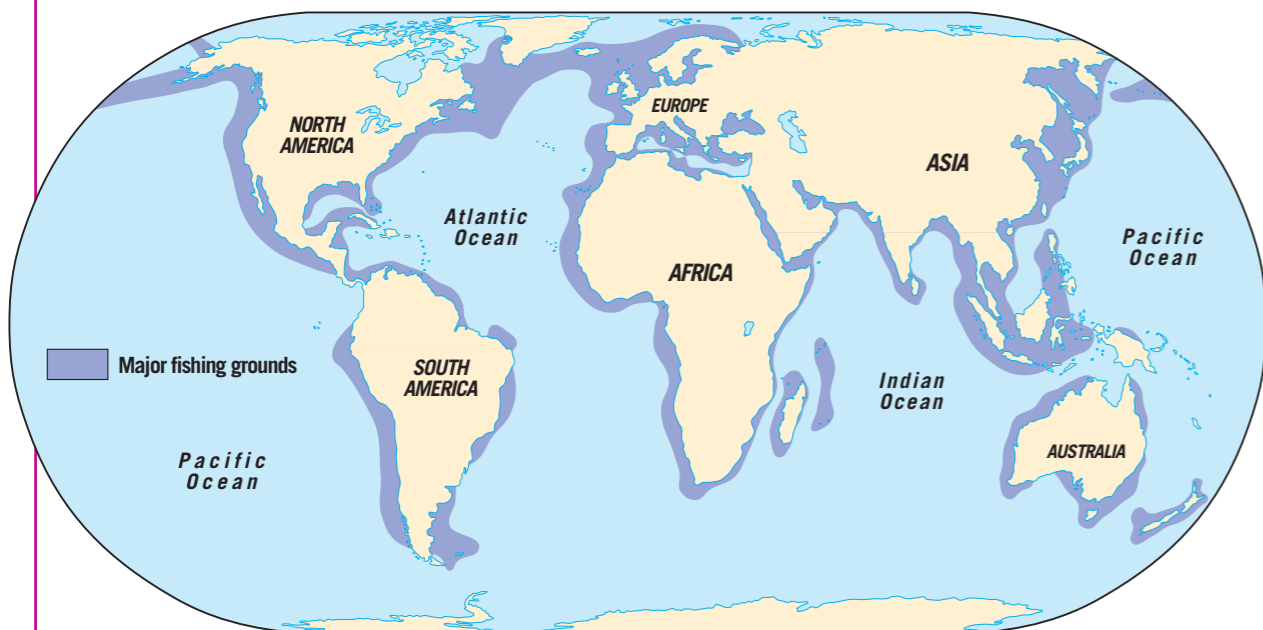 NORTH
AMERICA
EUROPE
ASIA
Atlantic
Ocean
Pacific
Ocean
AFRICA
Major fishing grounds
SOUTH
AMERICA
Indian
Ocean
AUSTRALIA
Pacific
Ocean